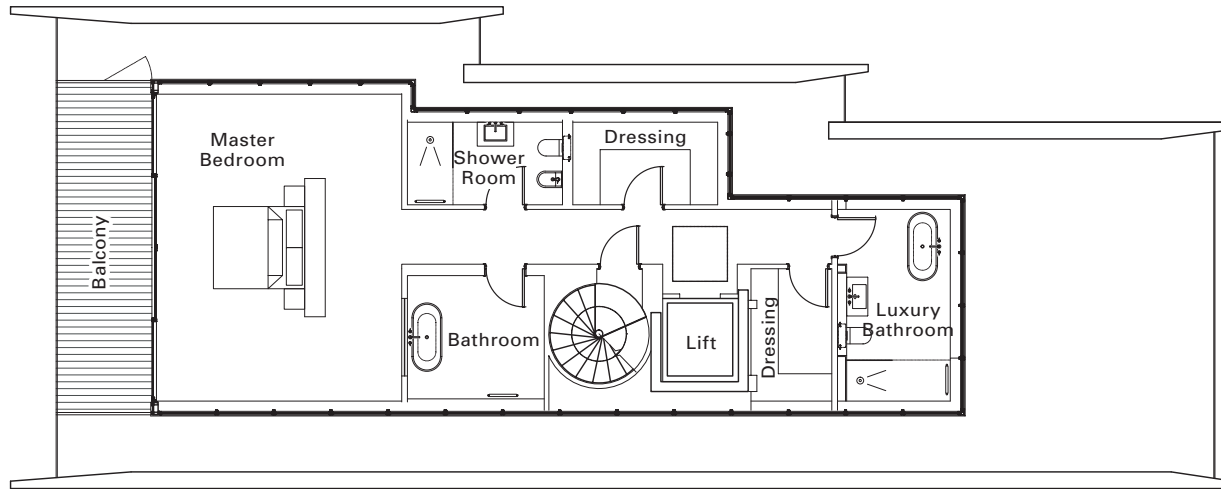 Master
Bedroom
Shower
Room
Dressing
Balcony
Bathroom
Lift
Dressing
Luxury
Bathroom